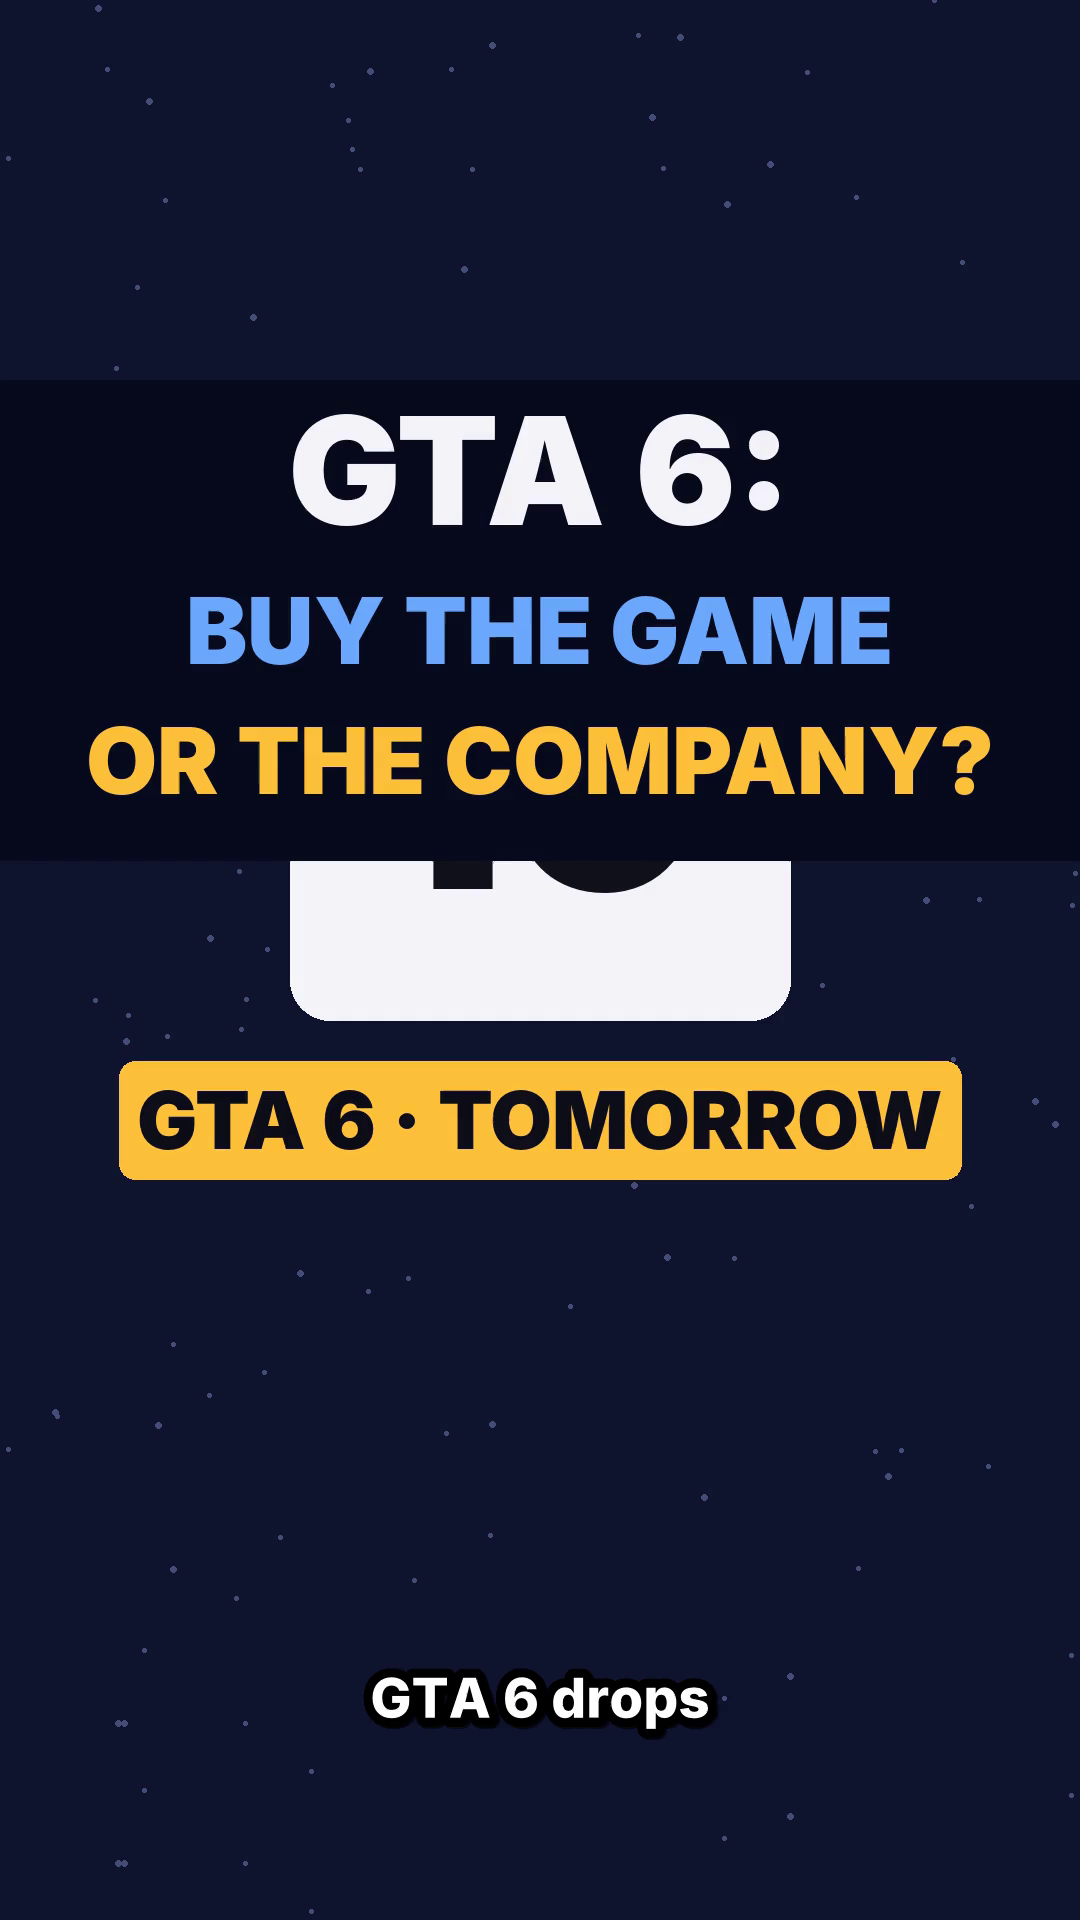 GTA 6:
BUY THE GAME
OR THE COMPANY?
GTA 6 • TOMORROW
GTA 6 drops